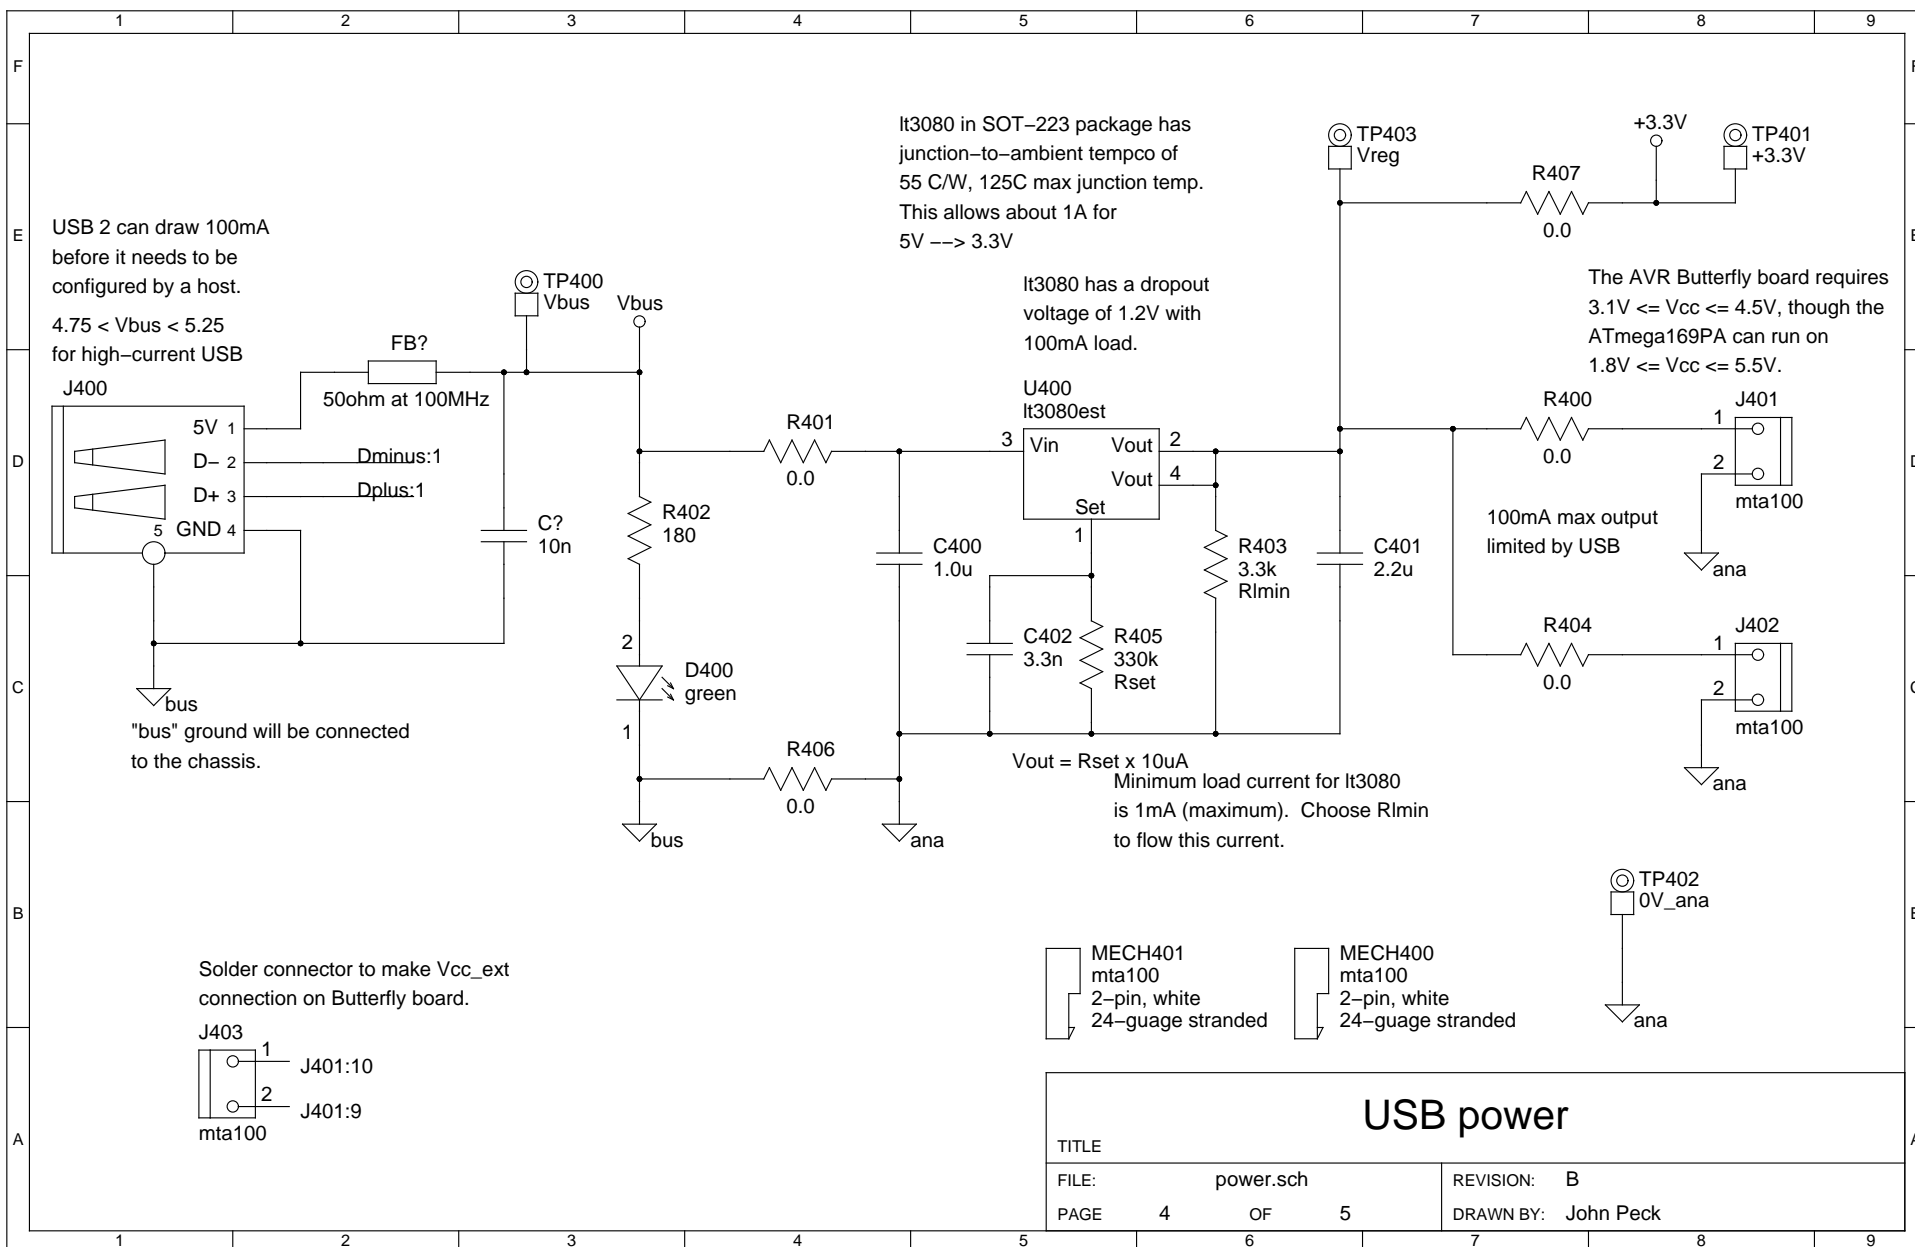 1 2 3 4 5 6 7 8 9
F
E
D
C
B
A
lt3080 in SOT−223 package has
junction−to−ambient tempco of
55 C/W, 125C max junction temp.
This allows about 1A for
5V −−> 3.3V
TP403
Vreg
+3.3V
TP401
+3.3V
R407
0.0
USB 2 can draw 100mA
before it needs to be
configured by a host.
4.75 < Vbus < 5.25
for high−current USB
TP400
Vbus
Vbus
lt3080 has a dropout
voltage of 1.2V with
100mA load.
The AVR Butterfly board requires
3.1V <= Vcc <= 4.5V, though the
ATmega169PA can run on
1.8V <= Vcc <= 5.5V.
FB?
50ohm at 100MHz
J400
5V 1
D− 2
D+ 3
GND 4
5
Dminus:1
Dplus:1
C?
10n
bus
"bus" ground will be connected
to the chassis.
R401
0.0
R402
180
2
D400
green
1
R406
0.0
bus
ana
C400
1.0u
U400
lt3080est
3 Vin Vout 2
Vout 4
Set
1
C402
3.3n
R405
330k
Rset
R403
3.3k
Rlmin
C401
2.2u
Vout = Rset x 10uA
Minimum load current for lt3080
is 1mA (maximum).  Choose Rlmin
to flow this current.
R400
0.0
J401
1
2
mta100
ana
100mA max output
limited by USB
R404
0.0
J402
1
2
mta100
ana
TP402
0V_ana
ana
Solder connector to make Vcc_ext
connection on Butterfly board.
J403
1
J401:10
2
J401:9
mta100
MECH401
mta100
2−pin, white
24−guage stranded
MECH400
mta100
2−pin, white
24−guage stranded
USB power
TITLE
FILE: power.sch
REVISION: B
PAGE 4 OF 5
DRAWN BY: John Peck
1 2 3 4 5 6 7 8 9